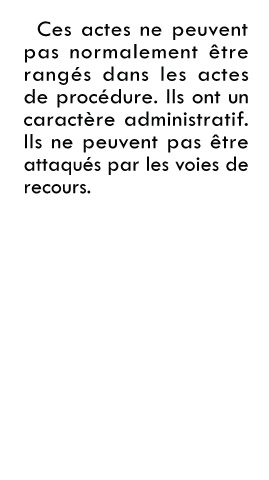 Ces actes ne peuvent
pas normalement être
rangés dans les actes
de procédure. Ils ont un
caractère administratif.
Ils ne peuvent pas être
attaqués par les voies de
recours.